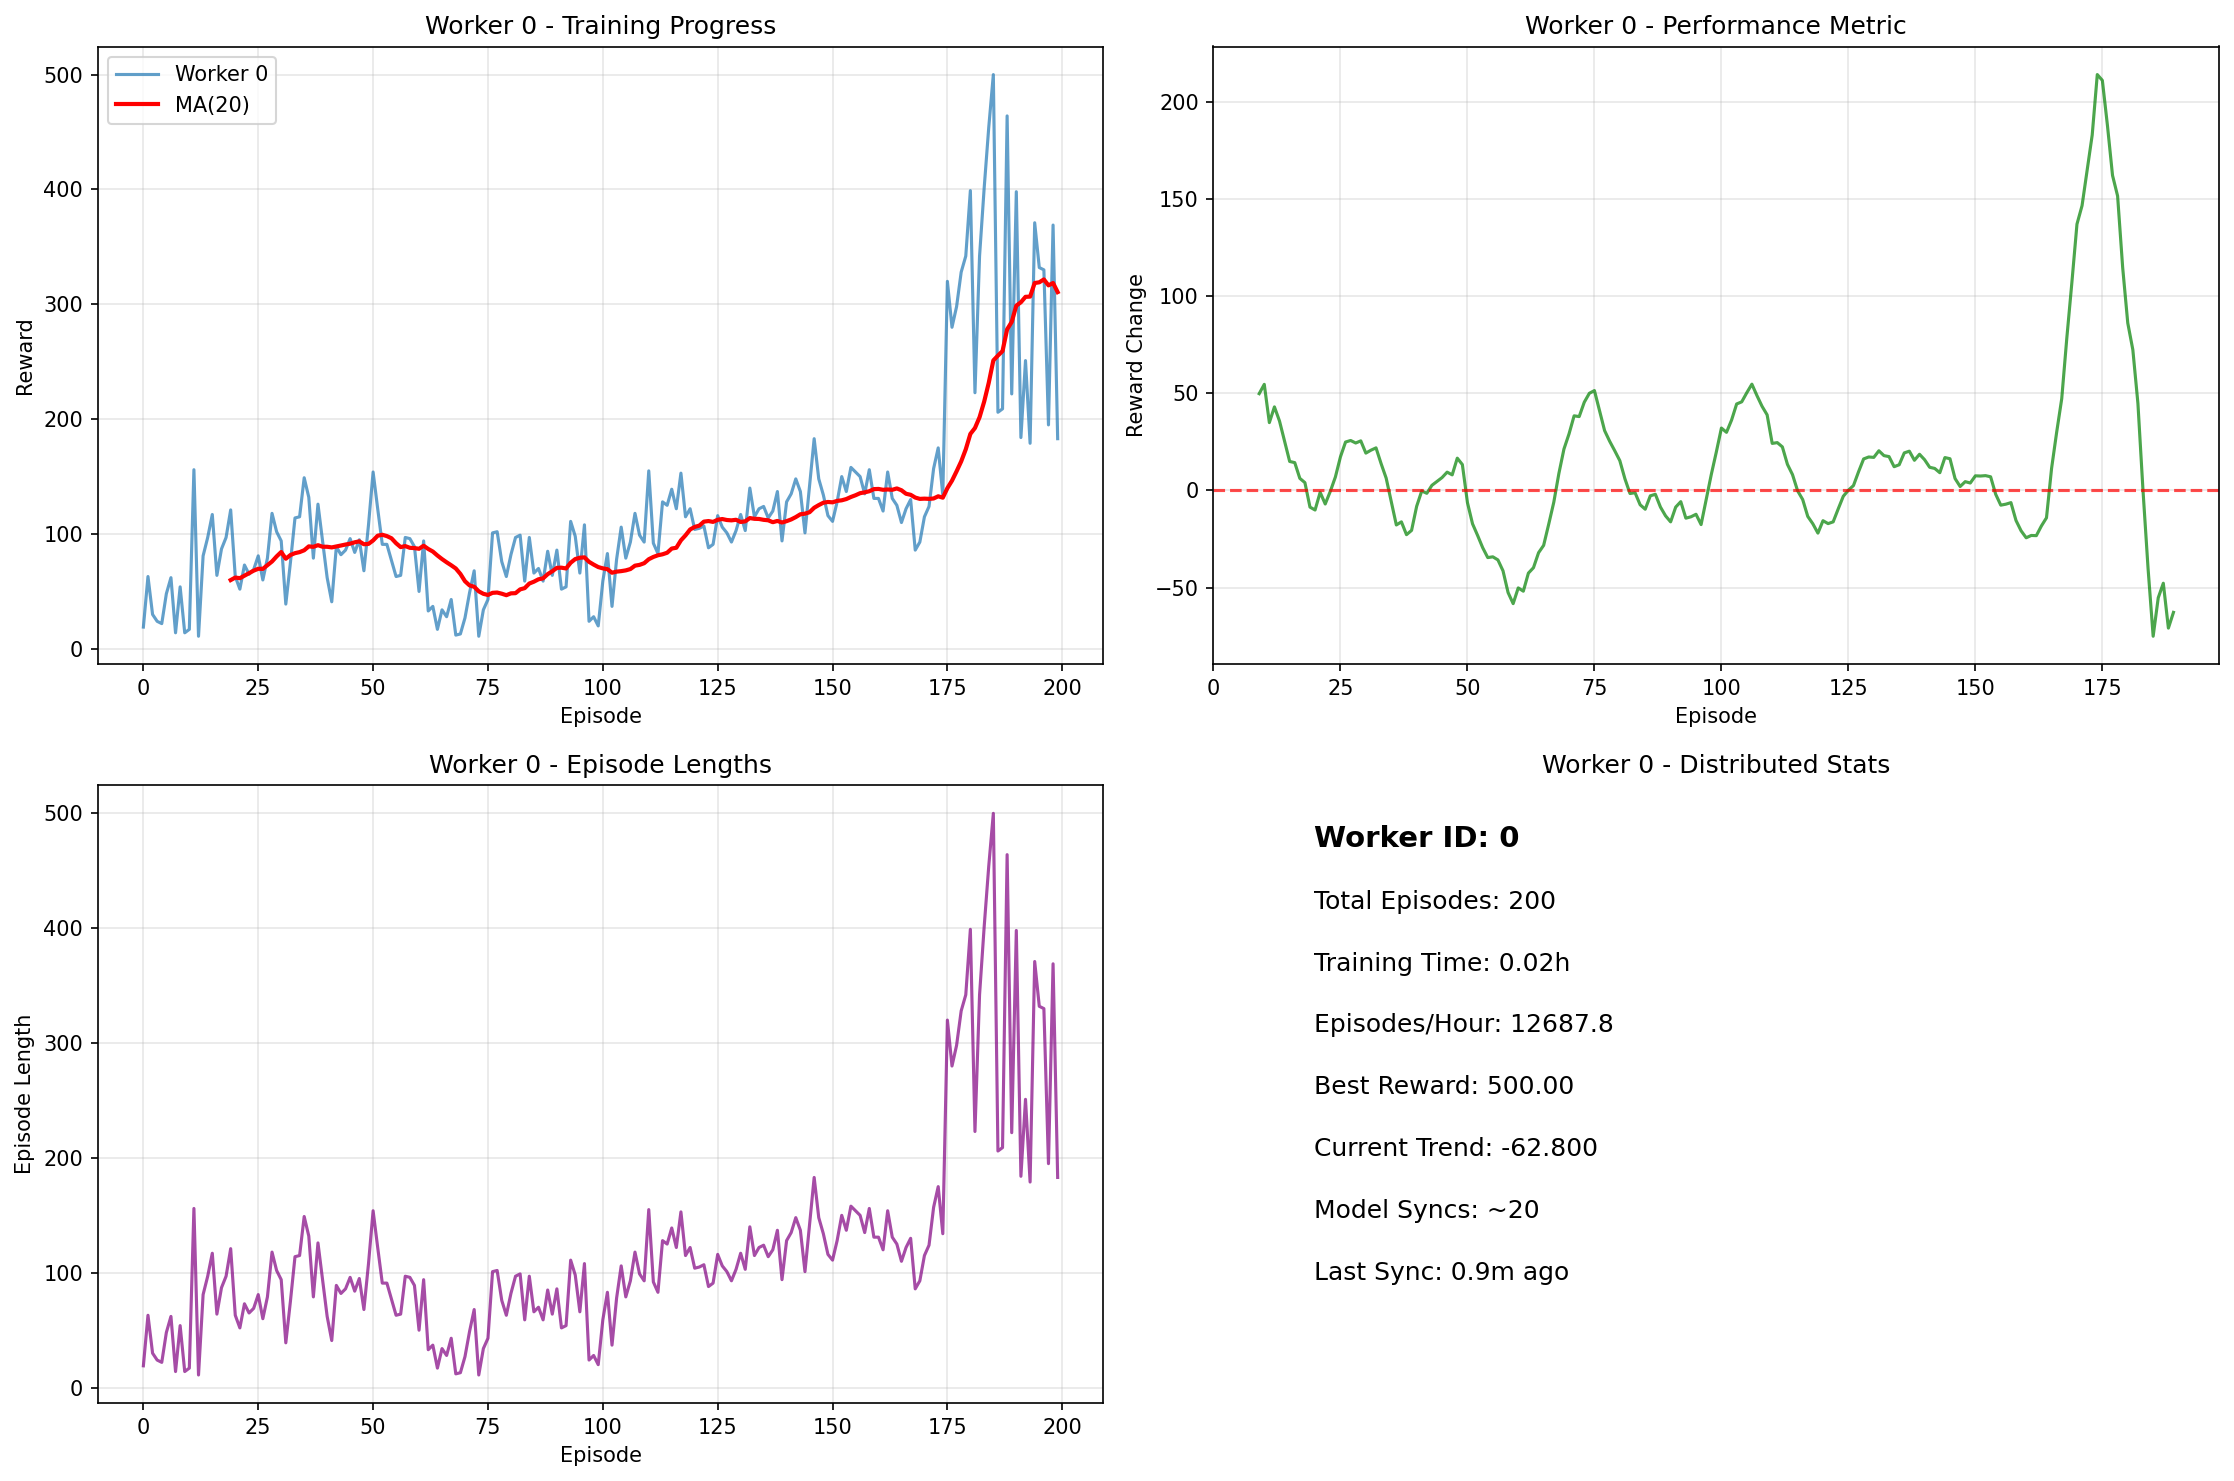 Worker 0 - Training Progress
Worker 0
MA(20)
500
400
300
200
100
0
Reward
0 25 50 75 100 125 150 175 200
Episode
Worker 0 - Performance Metric
200
150
100
50
0
−50
Reward Change
0 25 50 75 100 125 150 175
Episode
Worker 0 - Episode Lengths
500
400
300
200
100
0
Episode Length
0 25 50 75 100 125 150 175 200
Episode
Worker 0 - Distributed Stats
Worker ID: 0
Total Episodes: 200
Training Time: 0.02h
Episodes/Hour: 12687.8
Best Reward: 500.00
Current Trend: -62.800
Model Syncs: ~20
Last Sync: 0.9m ago